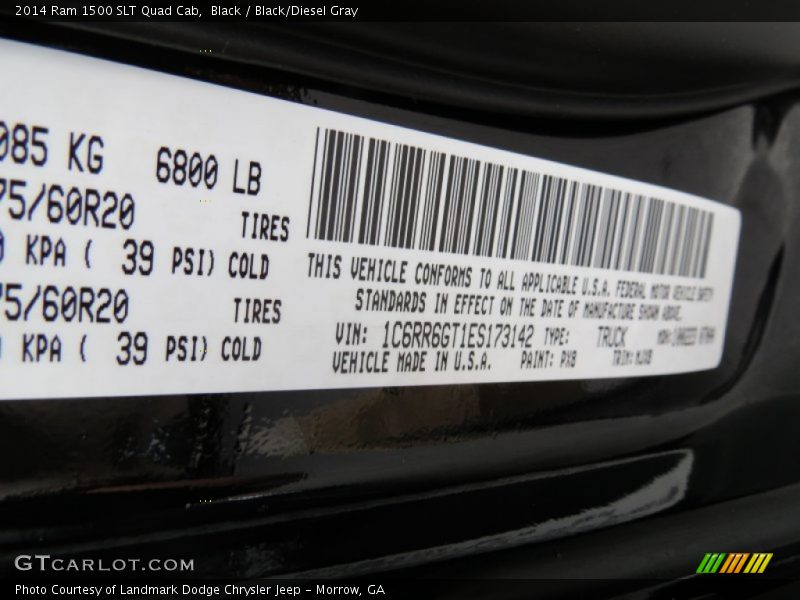 2014 Ram 1500 SLT Quad Cab, Black / Black/Diesel Gray
085 KG 6800 LB
75/60R20 TIRES
KPA ( 39 PSI) COLD
75/60R20 TIRES
KPA ( 39 PSI) COLD
THIS VEHICLE CONFORMS TO ALL APPLICABLE U.S.A. FEDERAL MOTOR VEHICLE SAFETY
STANDARDS IN EFFECT ON THE DATE OF MANUFACTURE SHOWN ABOVE.
VIN: 1C6RR6GT1ES173142 TYPE: TRUCK MDH:
VEHICLE MADE IN U.S.A. PAINT: PX8 TRIM: MJX8
GTCARLOT.COM
Photo Courtesy of Landmark Dodge Chrysler Jeep - Morrow, GA